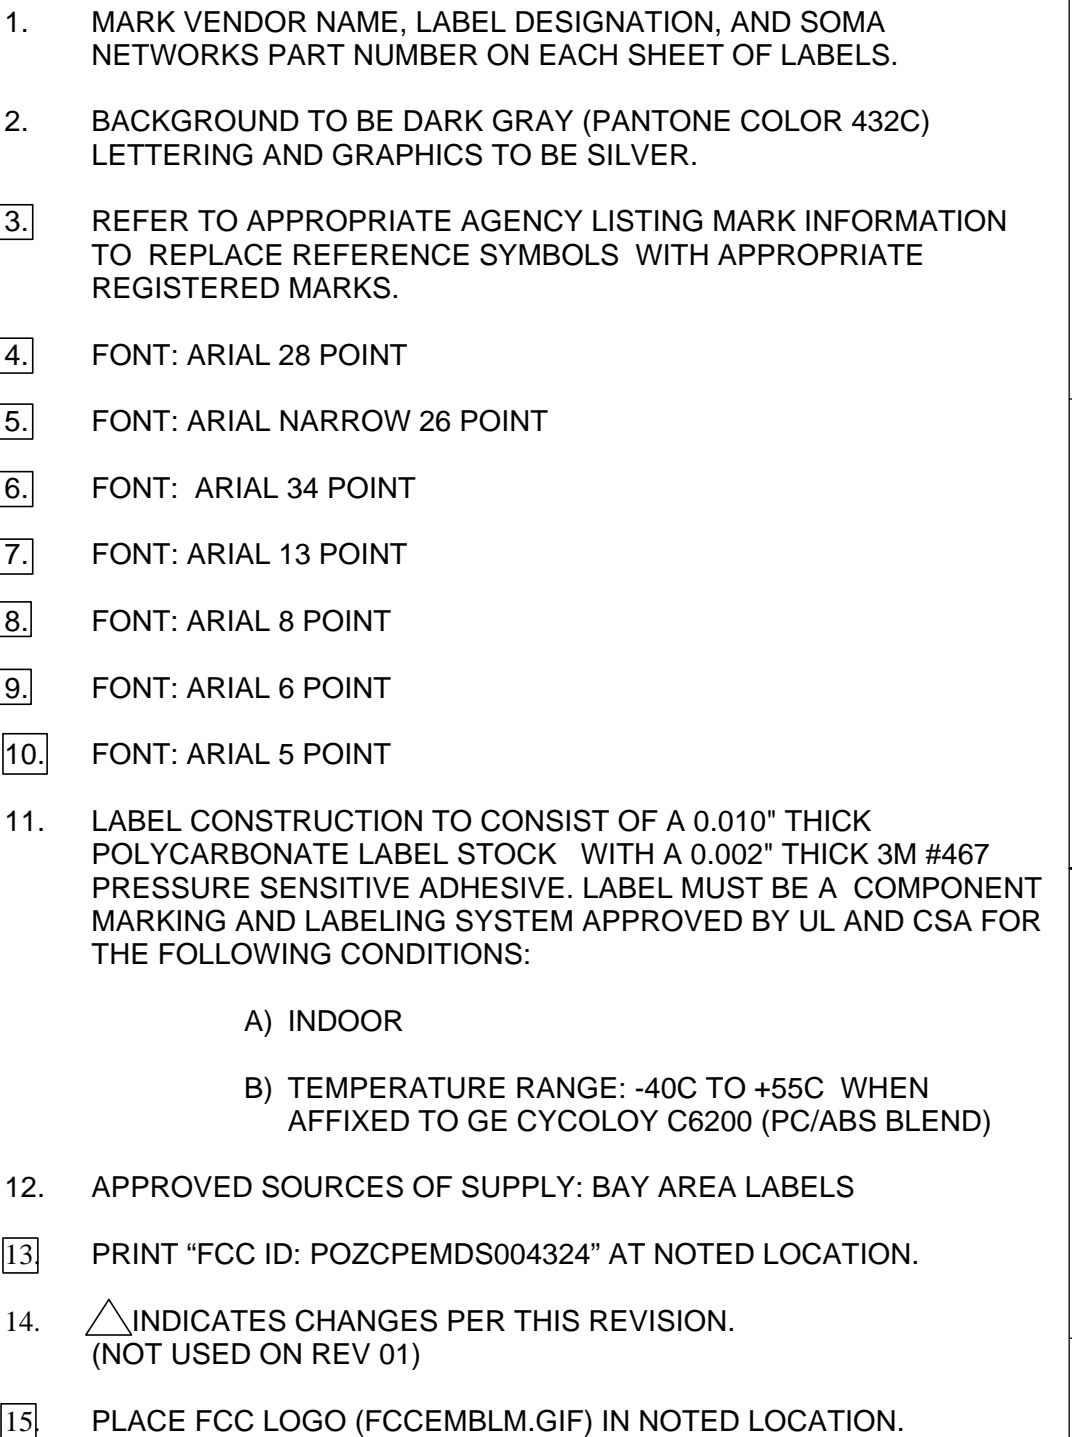 1. MARK VENDOR NAME, LABEL DESIGNATION, AND SOMA
NETWORKS PART NUMBER ON EACH SHEET OF LABELS.
2. BACKGROUND TO BE DARK GRAY (PANTONE COLOR 432C)
LETTERING AND GRAPHICS TO BE SILVER.
3. REFER TO APPROPRIATE AGENCY LISTING MARK INFORMATION
TO REPLACE REFERENCE SYMBOLS WITH APPROPRIATE
REGISTERED MARKS.
4. FONT: ARIAL 28 POINT
5. FONT: ARIAL NARROW 26 POINT
6. FONT: ARIAL 34 POINT
7. FONT: ARIAL 13 POINT
8. FONT: ARIAL 8 POINT
9. FONT: ARIAL 6 POINT
10. FONT: ARIAL 5 POINT
11. LABEL CONSTRUCTION TO CONSIST OF A 0.010" THICK
POLYCARBONATE LABEL STOCK WITH A 0.002" THICK 3M #467
PRESSURE SENSITIVE ADHESIVE. LABEL MUST BE A COMPONENT
MARKING AND LABELING SYSTEM APPROVED BY UL AND CSA FOR
THE FOLLOWING CONDITIONS:
A) INDOOR
B) TEMPERATURE RANGE: -40C TO +55C WHEN
AFFIXED TO GE CYCOLOY C6200 (PC/ABS BLEND)
12. APPROVED SOURCES OF SUPPLY: BAY AREA LABELS
13. PRINT “FCC ID: POZCPEMDS004324” AT NOTED LOCATION.
14. INDICATES CHANGES PER THIS REVISION.
(NOT USED ON REV 01)
15. PLACE FCC LOGO (FCCEMBLM.GIF) IN NOTED LOCATION.